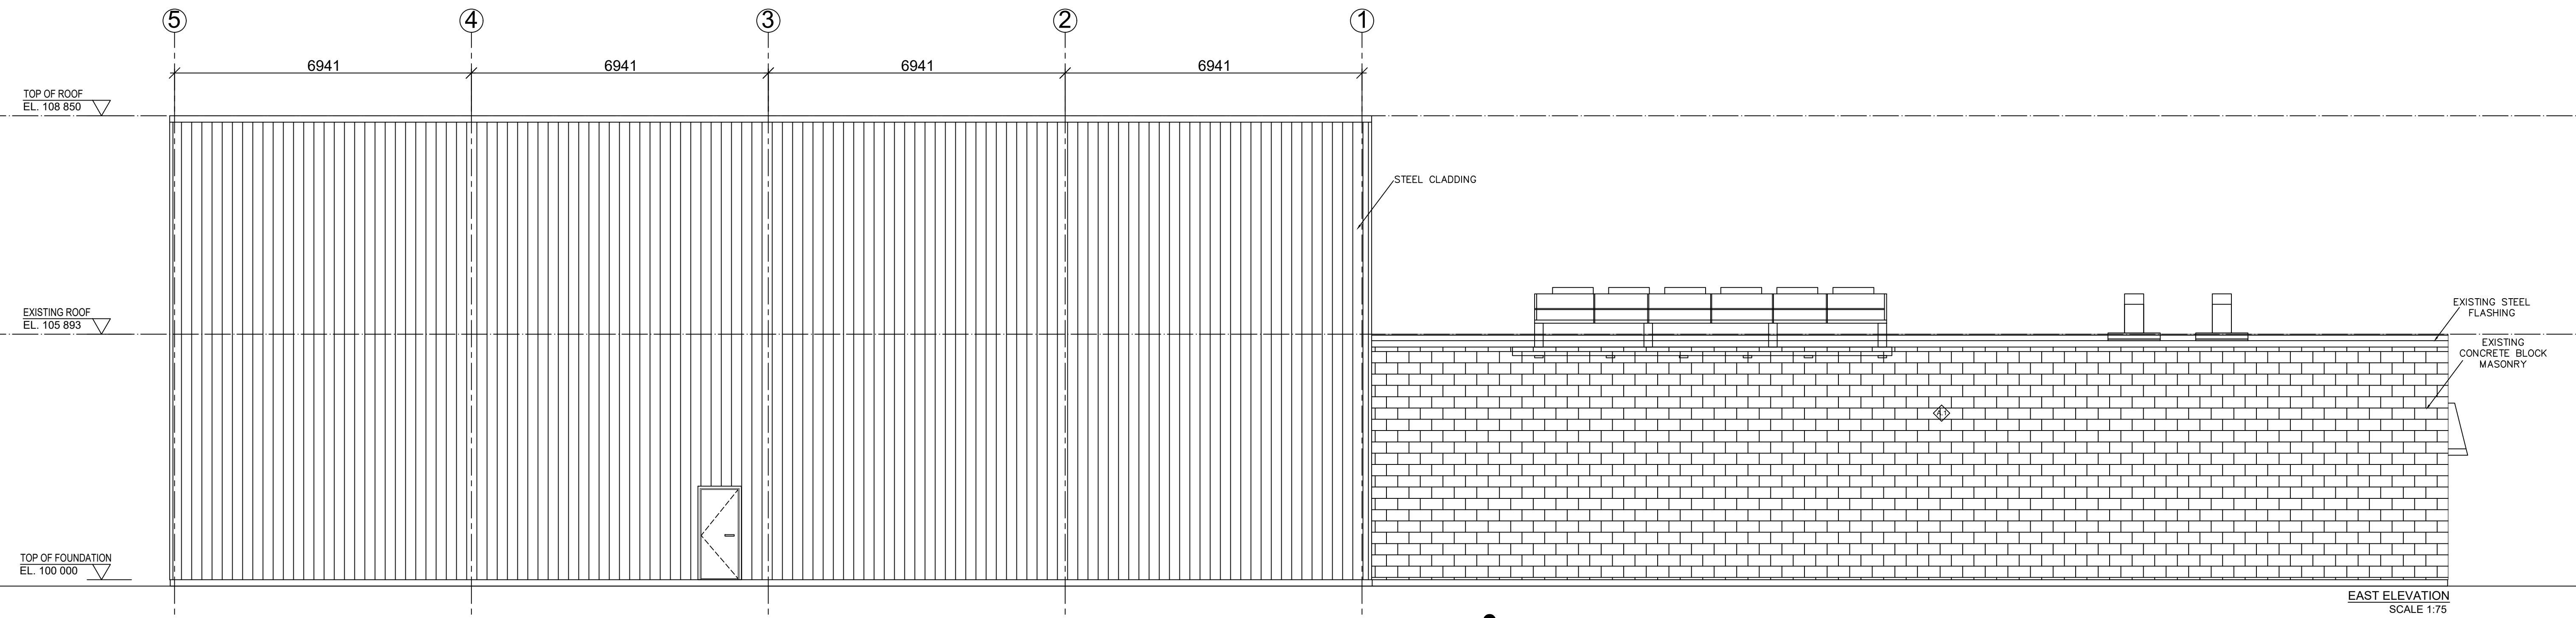 5 4 3 2 1
6941 6941 6941 6941
TOP OF ROOF
EL. 108 850
STEEL CLADDING
EXISTING ROOF
EL. 105 893
EXISTING STEEL
FLASHING
EXISTING
CONCRETE BLOCK
MASONRY
TOP OF FOUNDATION
EL. 100 000
EAST ELEVATION
SCALE 1:75